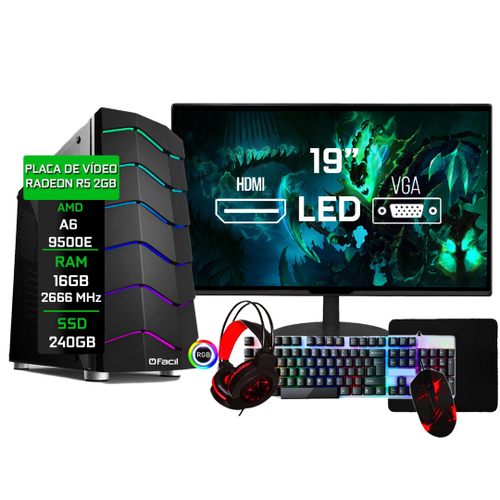 PLACA DE VÍDEO
RADEON R5 2GB
AMD
A6
9500E
RAM
16GB
2666 MHz
SSD
240GB
Facil
19”
HDMI
VGA
LED
RGB